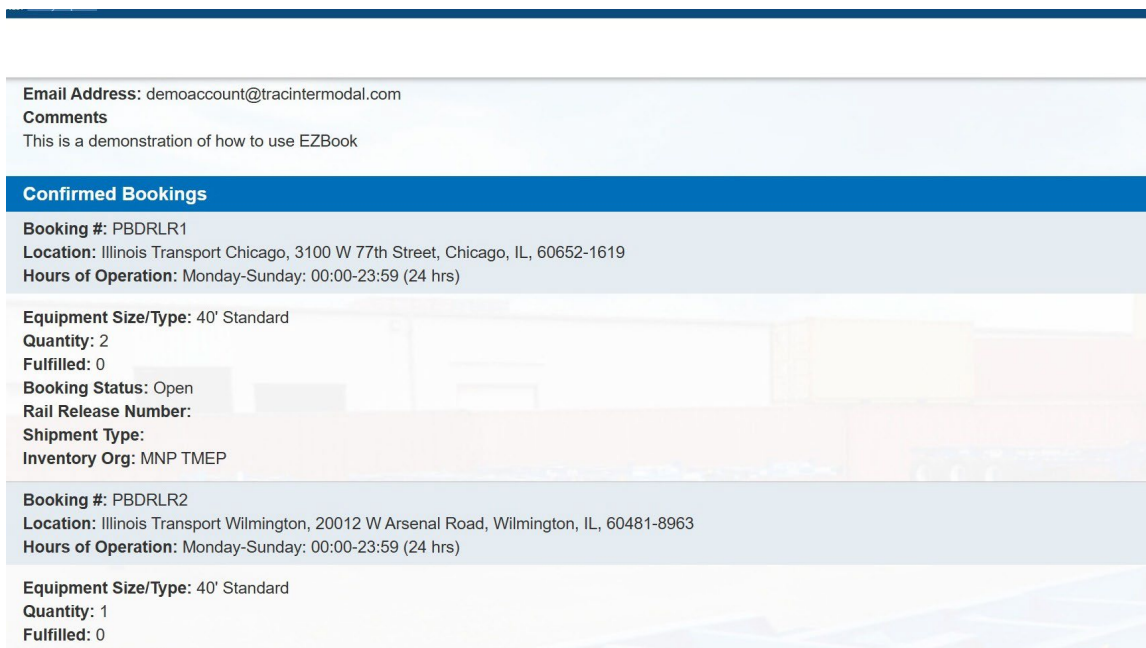 Email Address: demoaccount@tracintermodal.com
Comments
This is a demonstration of how to use EZBook
Confirmed Bookings
Booking #: PBDRLR1
Location: Illinois Transport Chicago, 3100 W 77th Street, Chicago, IL, 60652-1619
Hours of Operation: Monday-Sunday: 00:00-23:59 (24 hrs)
Equipment Size/Type: 40' Standard
Quantity: 2
Fulfilled: 0
Booking Status: Open
Rail Release Number:
Shipment Type:
Inventory Org: MNP TMEP
Booking #: PBDRLR2
Location: Illinois Transport Wilmington, 20012 W Arsenal Road, Wilmington, IL, 60481-8963
Hours of Operation: Monday-Sunday: 00:00-23:59 (24 hrs)
Equipment Size/Type: 40' Standard
Quantity: 1
Fulfilled: 0